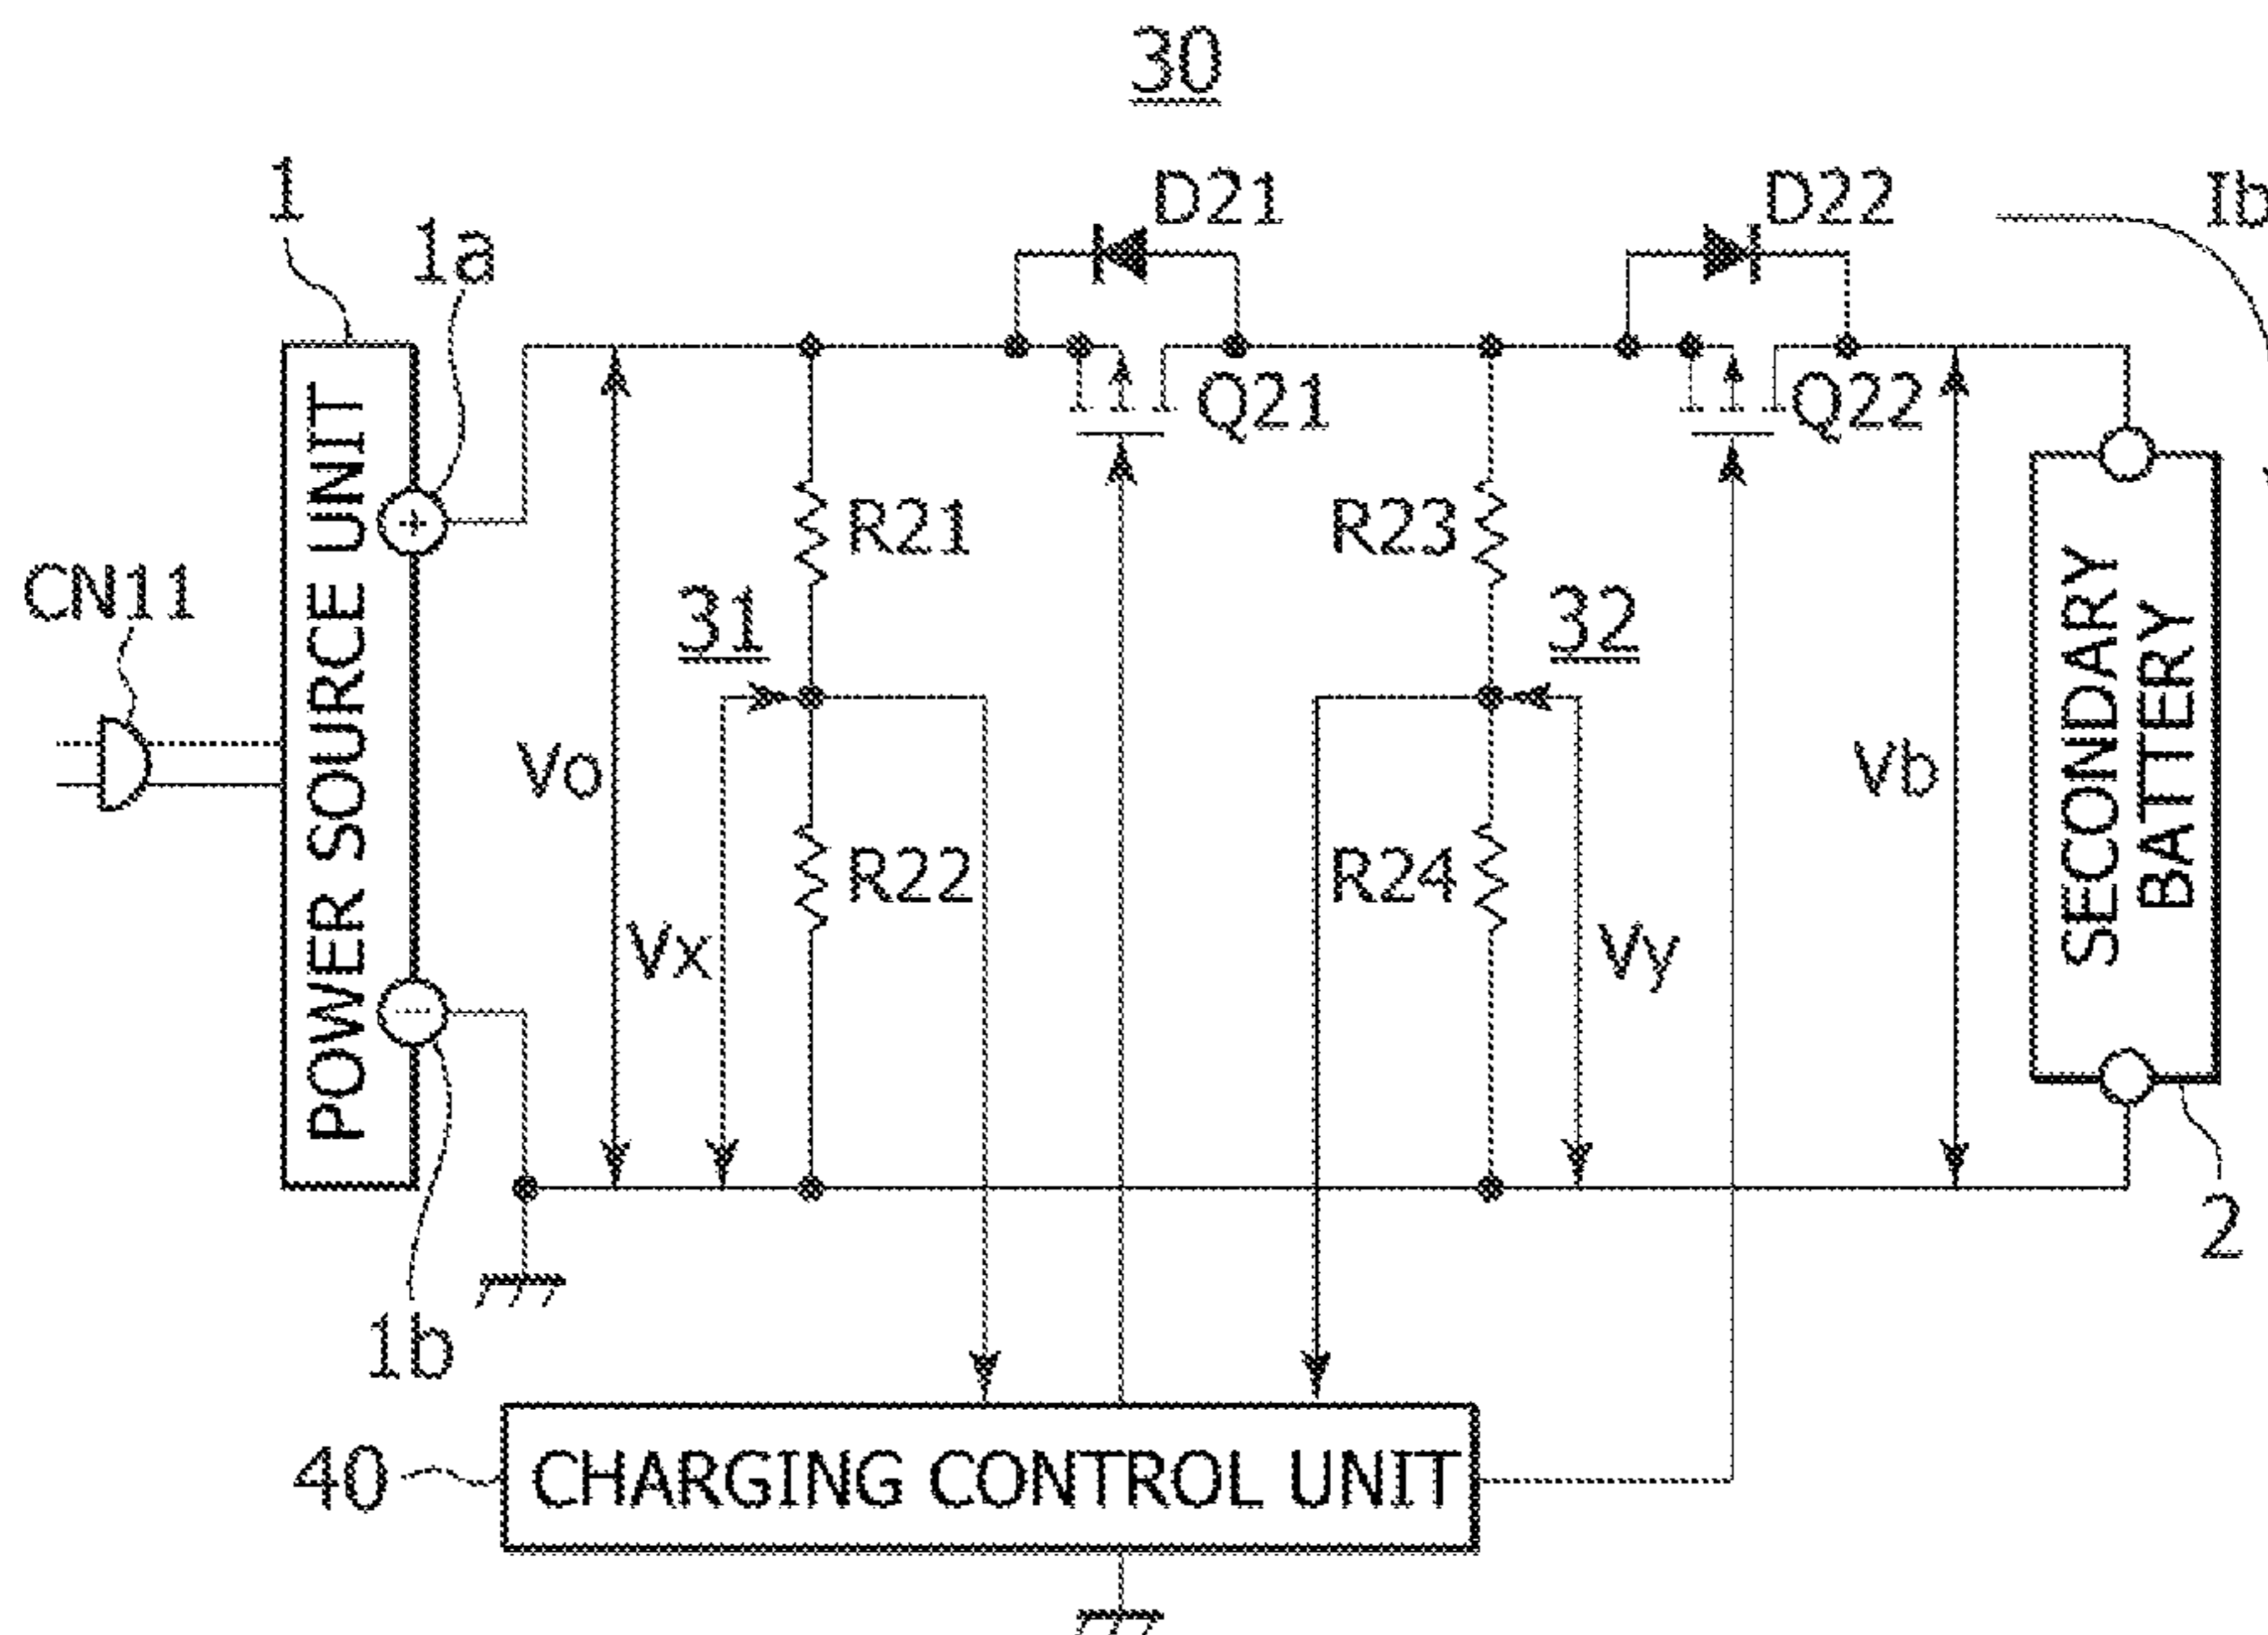 30
1
1a
D21
D22
Ib
Q21
Q22
R21
R23
CN11
POWER SOURCE UNIT
+
31
32
SECONDARY
BATTERY
Vo
Vb
R22
R24
Vx
Vy
−
2
1b
40
CHARGING CONTROL UNIT